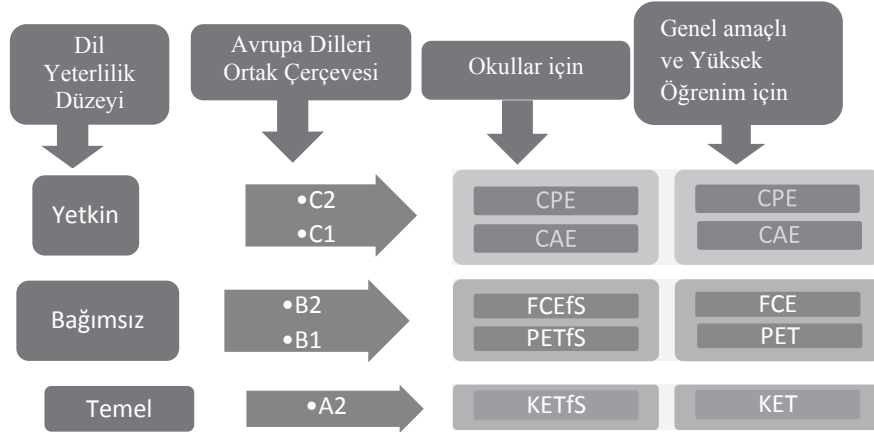 Dil
Yeterlilik
Düzeyi
Avrupa Dilleri
Ortak Çerçevesi
Okullar için
Genel amaçlı
ve Yüksek
Öğrenim için
Yetkin
•C2
•C1
CPE
CAE
CPE
CAE
Bağımsız
•B2
•B1
FCEfS
PETfS
FCE
PET
Temel
•A2
KETfS
KET